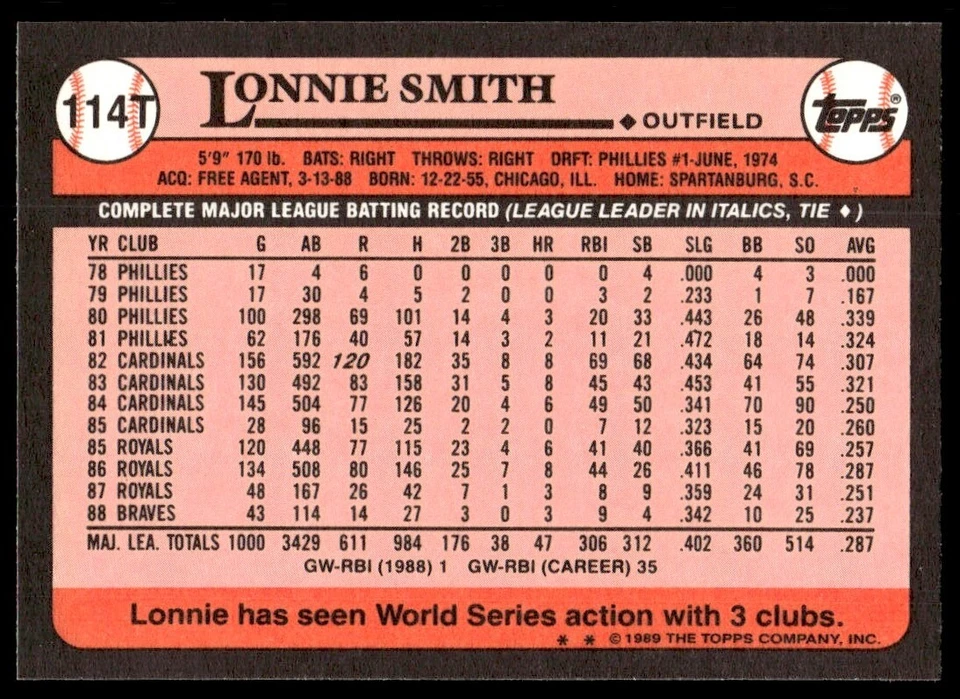 114T
LONNIE SMITH
◆ OUTFIELD
TOPPS®
5'9" 170 lb. BATS: RIGHT THROWS: RIGHT DRFT: PHILLIES #1-JUNE, 1974
ACQ: FREE AGENT, 3-13-88 BORN: 12-22-55, CHICAGO, ILL. HOME: SPARTANBURG, S.C.
COMPLETE MAJOR LEAGUE BATTING RECORD (LEAGUE LEADER IN ITALICS, TIE ♦)
YR CLUB G AB R H 2B 3B HR RBI SB SLG BB SO AVG
78 PHILLIES 17 4 6 0 0 0 0 0 4 .000 4 3 .000
79 PHILLIES 17 30 4 5 2 0 0 3 2 .233 1 7 .167
80 PHILLIES 100 298 69 101 14 4 3 20 33 .443 26 48 .339
81 PHILLIES 62 176 40 57 14 3 2 11 21 .472 18 14 .324
82 CARDINALS 156 592 120 182 35 8 8 69 68 .434 64 74 .307
83 CARDINALS 130 492 83 158 31 5 8 45 43 .453 41 55 .321
84 CARDINALS 145 504 77 126 20 4 6 49 50 .341 70 90 .250
85 CARDINALS 28 96 15 25 2 2 0 7 12 .323 15 20 .260
85 ROYALS 120 448 77 115 23 4 6 41 40 .366 41 69 .257
86 ROYALS 134 508 80 146 25 7 8 44 26 .411 46 78 .287
87 ROYALS 48 167 26 42 7 1 3 8 9 .359 24 31 .251
88 BRAVES 43 114 14 27 3 0 3 9 4 .342 10 25 .237
MAJ. LEA. TOTALS 1000 3429 611 984 176 38 47 306 312 .402 360 514 .287
GW-RBI (1988) 1 GW-RBI (CAREER) 35
Lonnie has seen World Series action with 3 clubs.
* * © 1989 THE TOPPS COMPANY, INC.